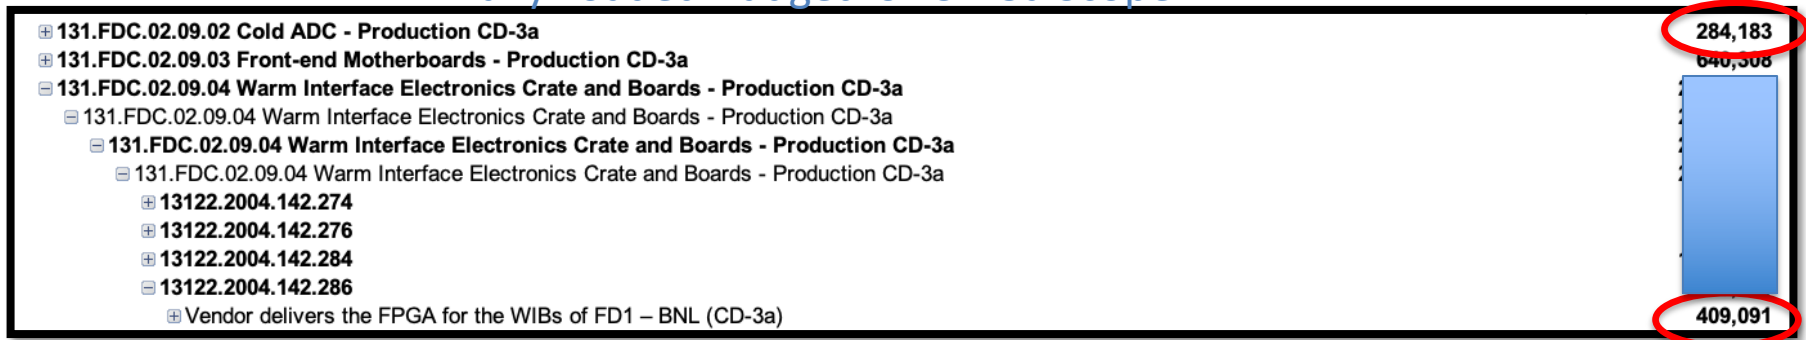 131.FDC.02.09.02 Cold ADC - Production CD-3a 284,183
131.FDC.02.09.03 Front-end Motherboards - Production CD-3a 640,308
131.FDC.02.09.04 Warm Interface Electronics Crate and Boards - Production CD-3a
131.FDC.02.09.04 Warm Interface Electronics Crate and Boards - Production CD-3a
131.FDC.02.09.04 Warm Interface Electronics Crate and Boards - Production CD-3a
131.FDC.02.09.04 Warm Interface Electronics Crate and Boards - Production CD-3a
13122.2004.142.274
13122.2004.142.276
13122.2004.142.284
13122.2004.142.286
Vendor delivers the FPGA for the WIBs of FD1 – BNL (CD-3a) 409,091